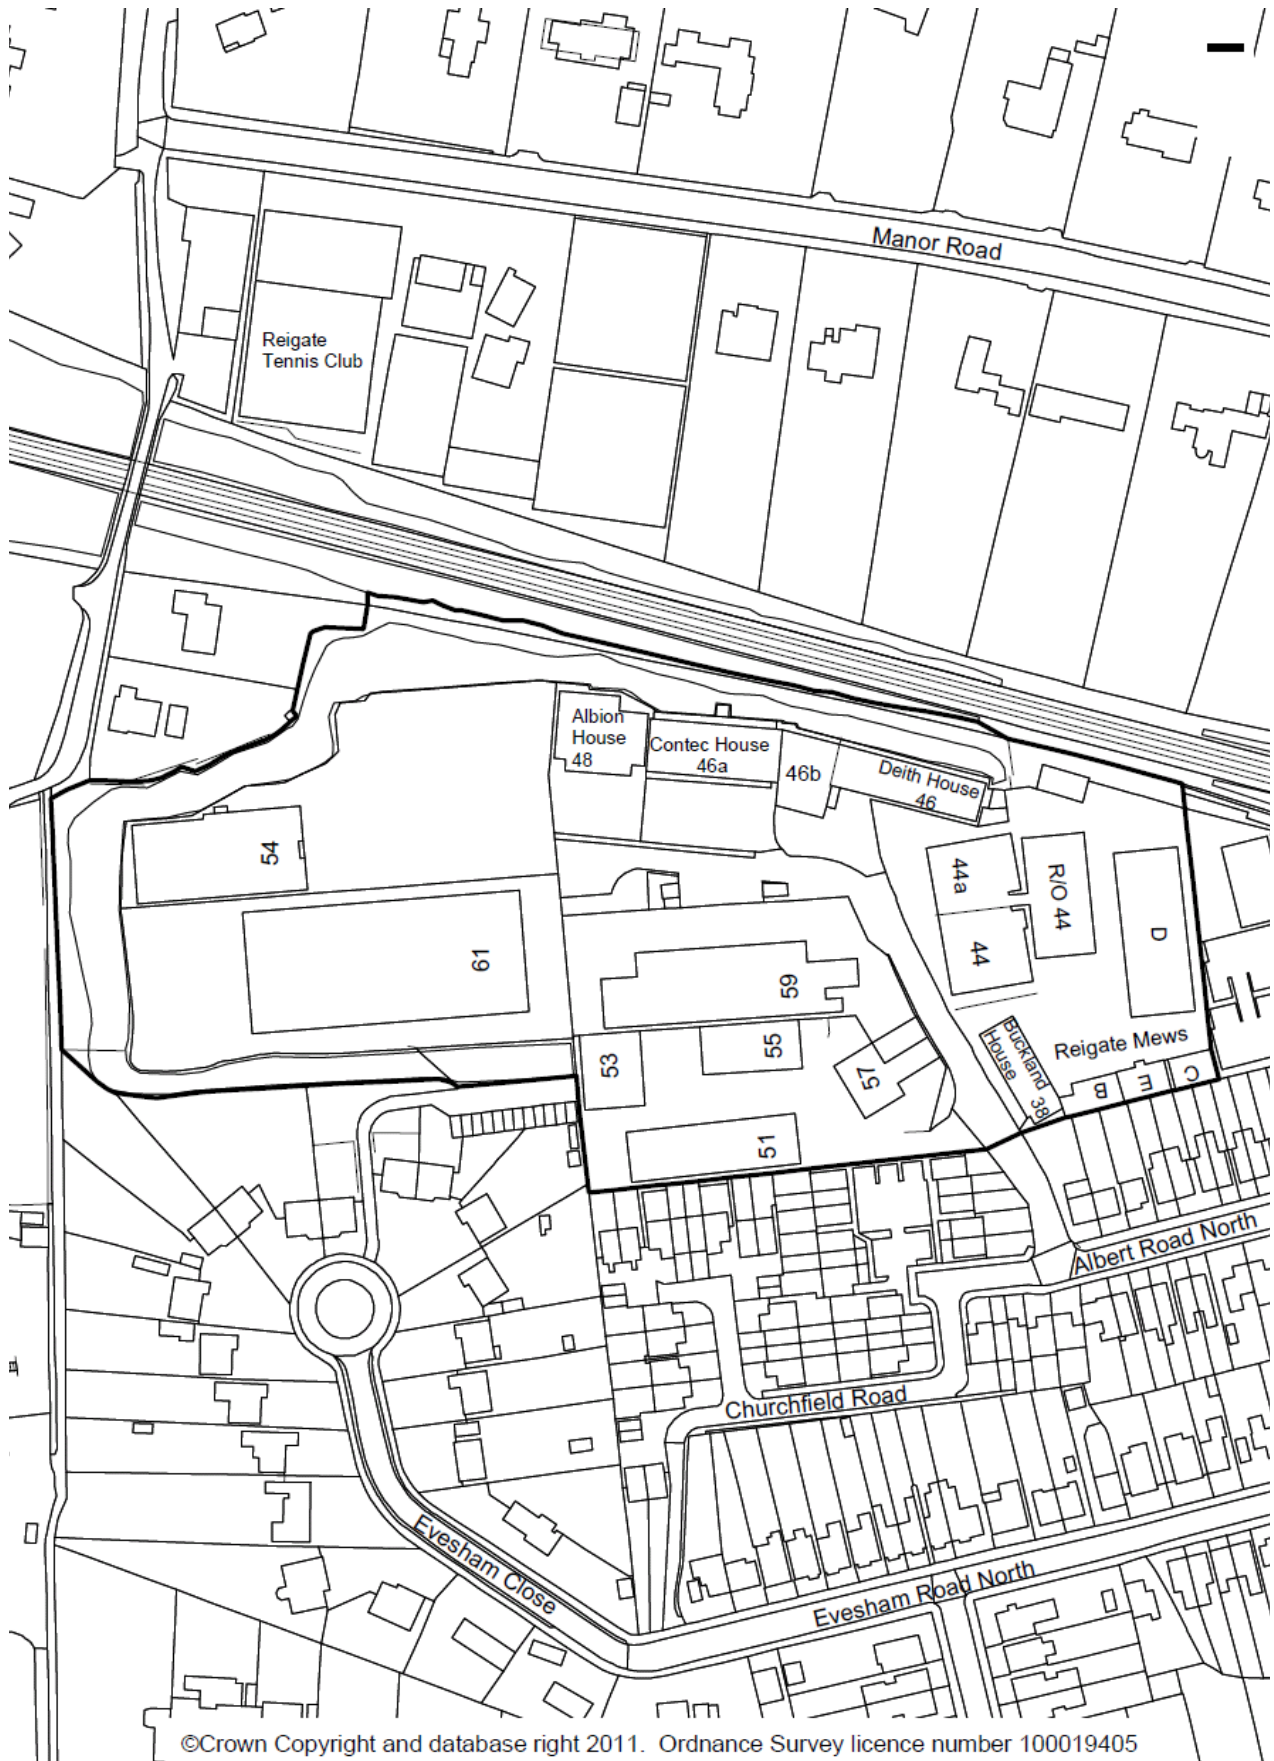 Manor Road
Reigate
Tennis Club
Albion
House
48
Contec House
46a
46b
Deith House
46
54
44a
R/O 44
D
61
44
59
Buckland
House 38
Reigate Mews
53
55
57
B
E
C
51
Albert Road North
Churchfield Road
Evesham Close
Evesham Road North
©Crown Copyright and database right 2011. Ordnance Survey licence number 100019405